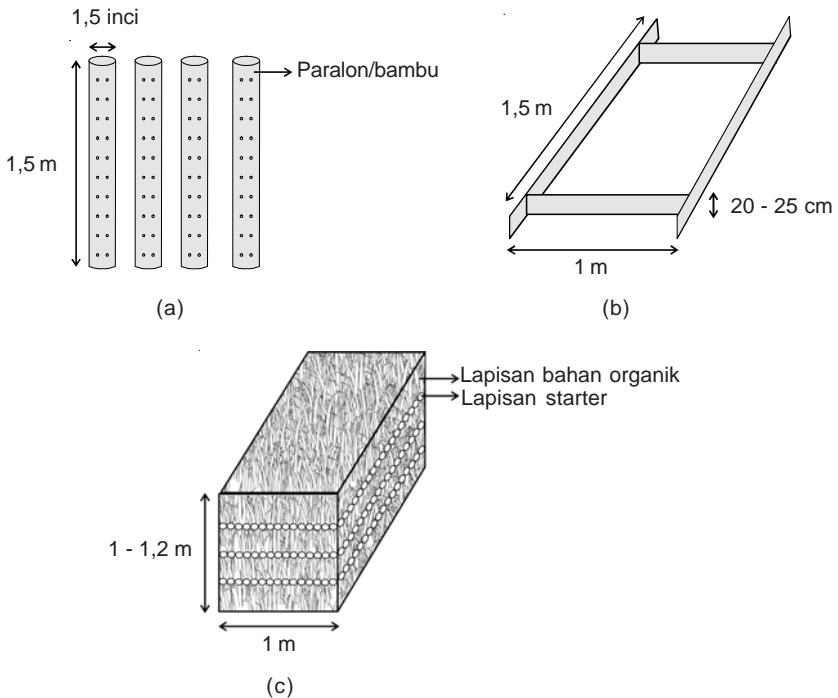 1,5 inci
Paralon/bambu
1,5 m
(a)
1,5 m
20 - 25 cm
1 m
(b)
Lapisan bahan organik
Lapisan starter
1 - 1,2 m
1 m
(c)